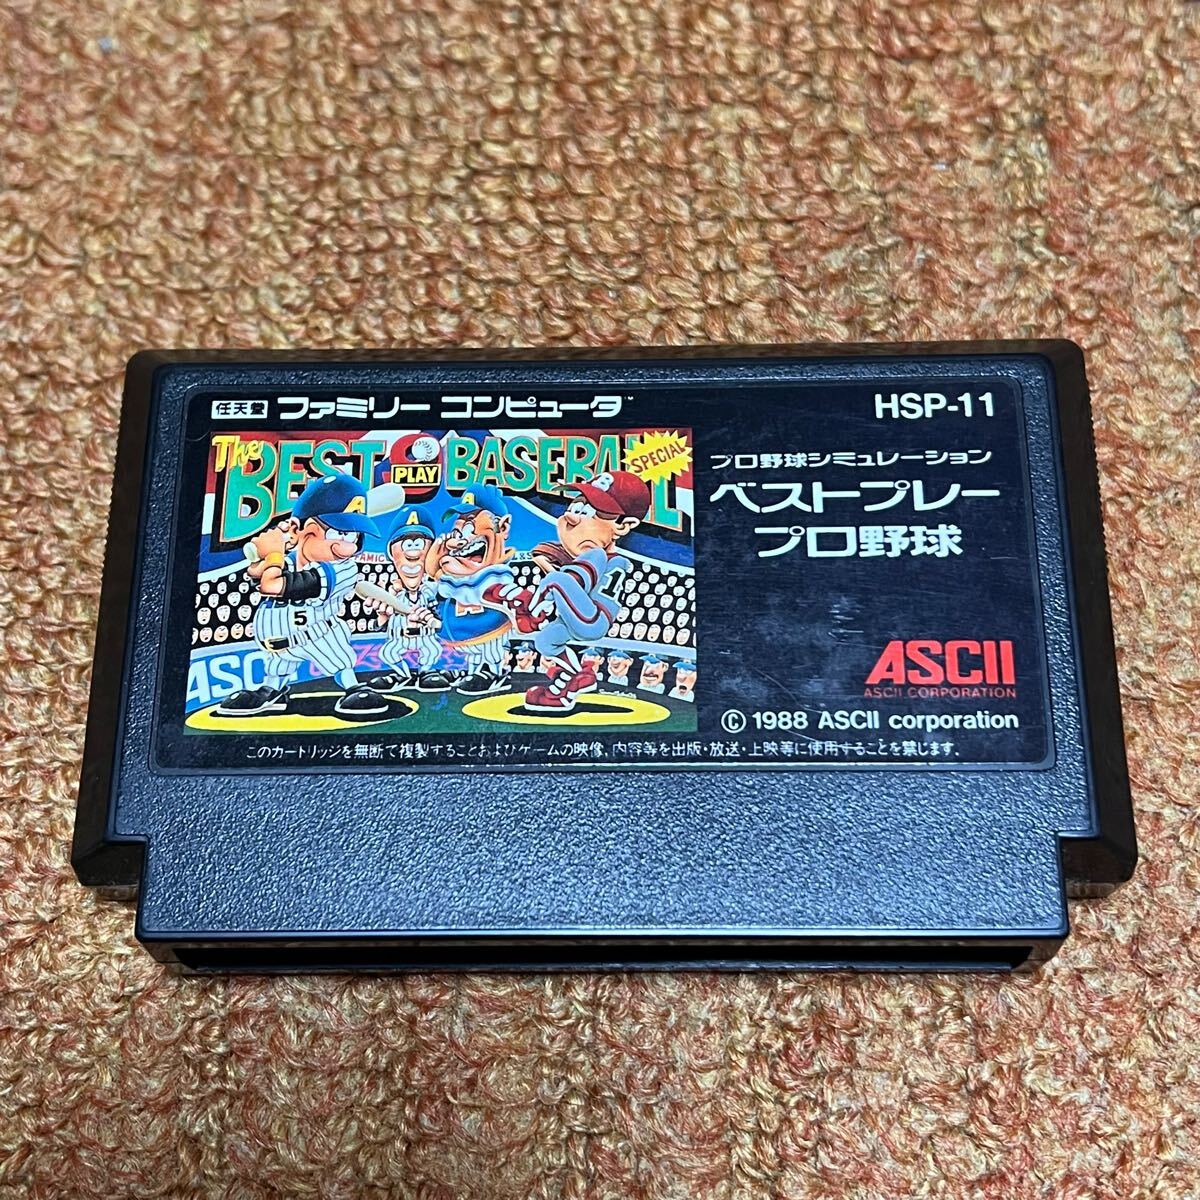 任天堂 ファミリー コンピュータ™
HSP-11
The BEST PLAY BASEBALL
SPECIAL
プロ野球シミュレーション
ベストプレー
プロ野球
A
A
A
B
5
1
ASCII
ASCII
ASCII CORPORATION
© 1988 ASCII corporation
このカートリッジを無断で複製することおよびゲームの映像、内容等を出版・放送・上映等に使用することを禁じます。